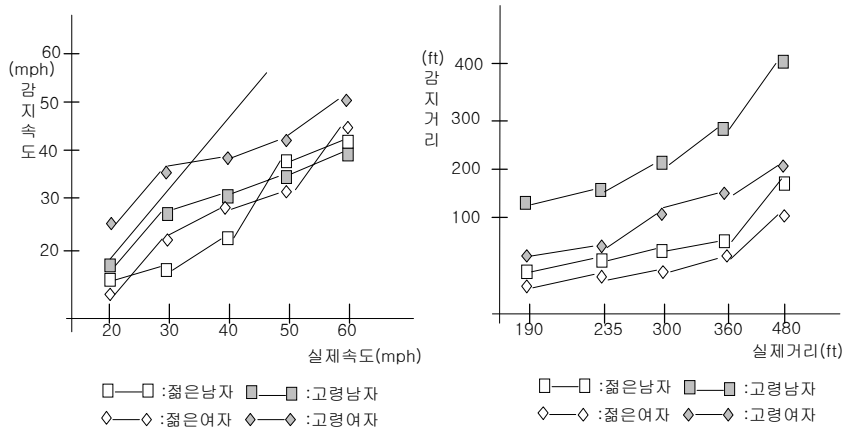 60
(mph)
감
지
속
도
50
40
30
20
20 30 40 50 60
실제속도(mph)
:젊은남자 :고령남자
:젊은여자 :고령여자
(ft)
감
지
거
리
400
300
200
100
190 235 300 360 480
실제거리(ft)
:젊은남자 :고령남자
:젊은여자 :고령여자